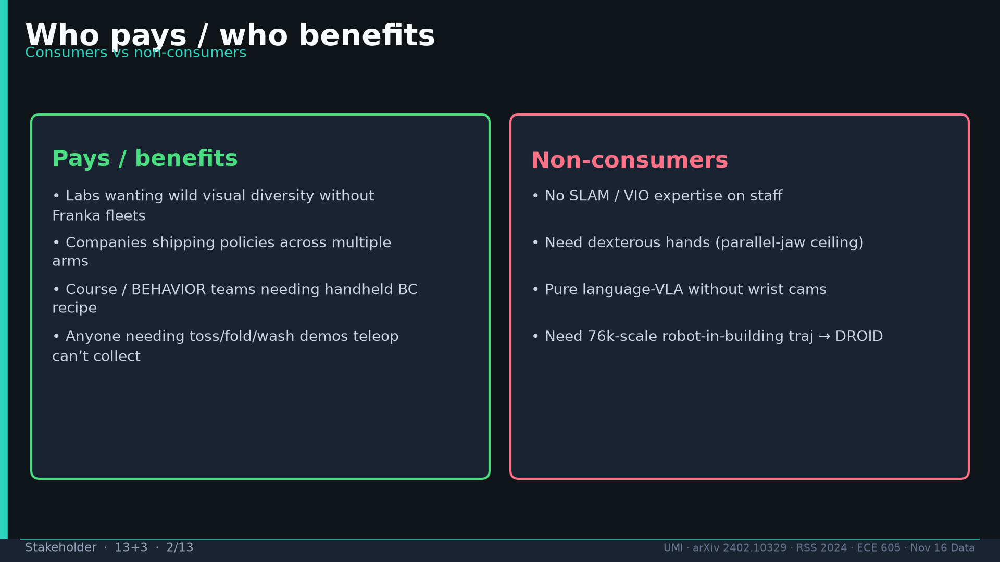 Who pays / who benefits
Consumers vs non-consumers
Pays / benefits
• Labs wanting wild visual diversity without
Franka fleets
• Companies shipping policies across multiple
arms
• Course / BEHAVIOR teams needing handheld BC
recipe
• Anyone needing toss/fold/wash demos teleop
can’t collect
Non-consumers
• No SLAM / VIO expertise on staff
• Need dexterous hands (parallel-jaw ceiling)
• Pure language-VLA without wrist cams
• Need 76k-scale robot-in-building traj → DROID
Stakeholder · 13+3 · 2/13
UMI · arXiv 2402.10329 · RSS 2024 · ECE 605 · Nov 16 Data